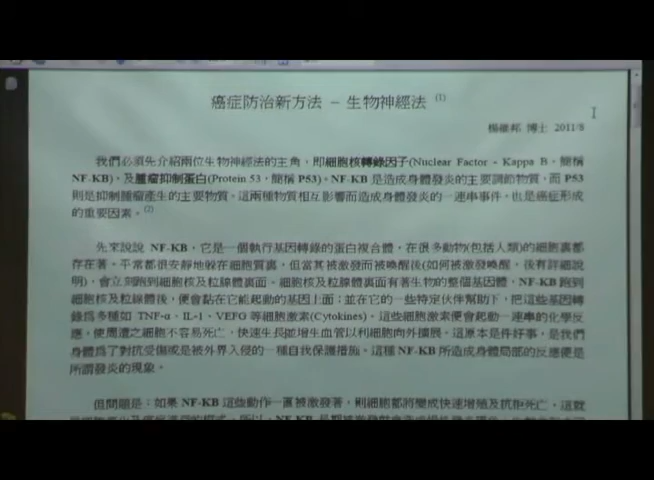 癌症防治新方法 – 生物神經法 (1)
楊維邦 博士 2011/8
我們必須先介紹兩位生物神經法的主角，即細胞核轉錄因子(Nuclear Factor - Kappa B，簡稱
NF-KB)，及腫瘤抑制蛋白(Protein 53，簡稱 P53)。NF-KB 是造成身體發炎的主要調節物質，而 P53
則是抑制腫瘤產生的主要物質。這兩種物質相互影響而造成身體發炎的一連串事件，也是癌症形成
的重要因素。(2)
先來說說 NF-KB，它是一個執行基因轉錄的蛋白複合體，在很多動物(包括人類)的細胞裏都
存在著。平常都很安靜地躲在細胞質裏，但當其被激發而被喚醒後(如何被激發喚醒，後有詳細說
明)，會立刻跑到細胞核及粒線體裏面。細胞核及粒線體裏面有著生物的整個基因體，NF-KB 跑到
細胞核及粒線體後，便會黏在它能起動的基因上面；並在它的一些特定伙伴幫助下，把這些基因轉
錄爲多種如 TNF-α、IL-1、VEFG 等細胞激素(Cytokines)，這些細胞激素便會起動一連串的化學反
應，使周遭之細胞不容易死亡，快速生長並增生血管以利細胞向外擴展。這原本是件好事，是我們
身體爲了對抗受傷或是被外界入侵的一種自我保護措施。這種 NF-KB 所造成身體局部的反應便是
所謂發炎的現象。
但問題是：如果 NF-KB 這些動作一直被激發著，則細胞都將變成快速增殖及抗拒死亡，這就